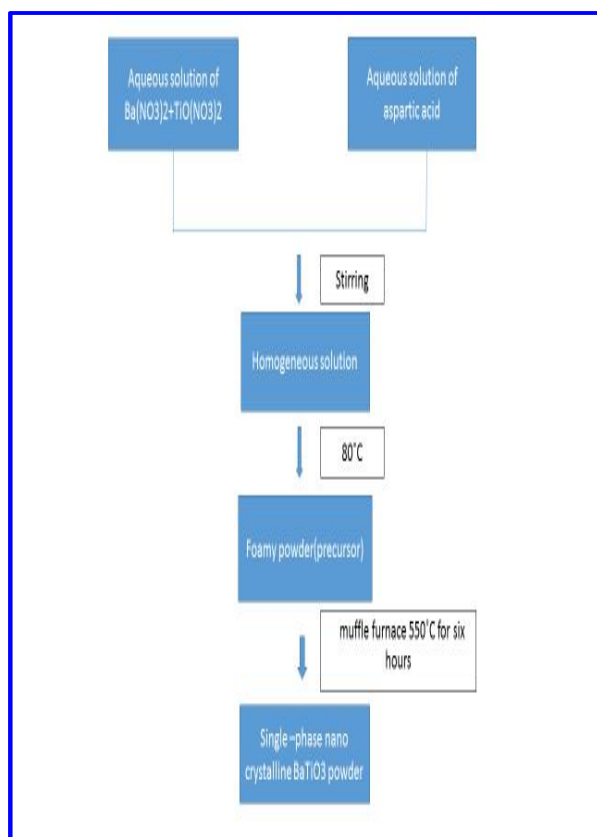 Aqueous solution of
Ba(NO3)2+TiO(NO3)2
Aqueous solution of
aspartic acid
Stirring
Homogeneous solution
80°C
Foamy powder(precursor)
muffle furnace 550°C for six
hours
Single –phase nano
crystalline BaTiO3 powder